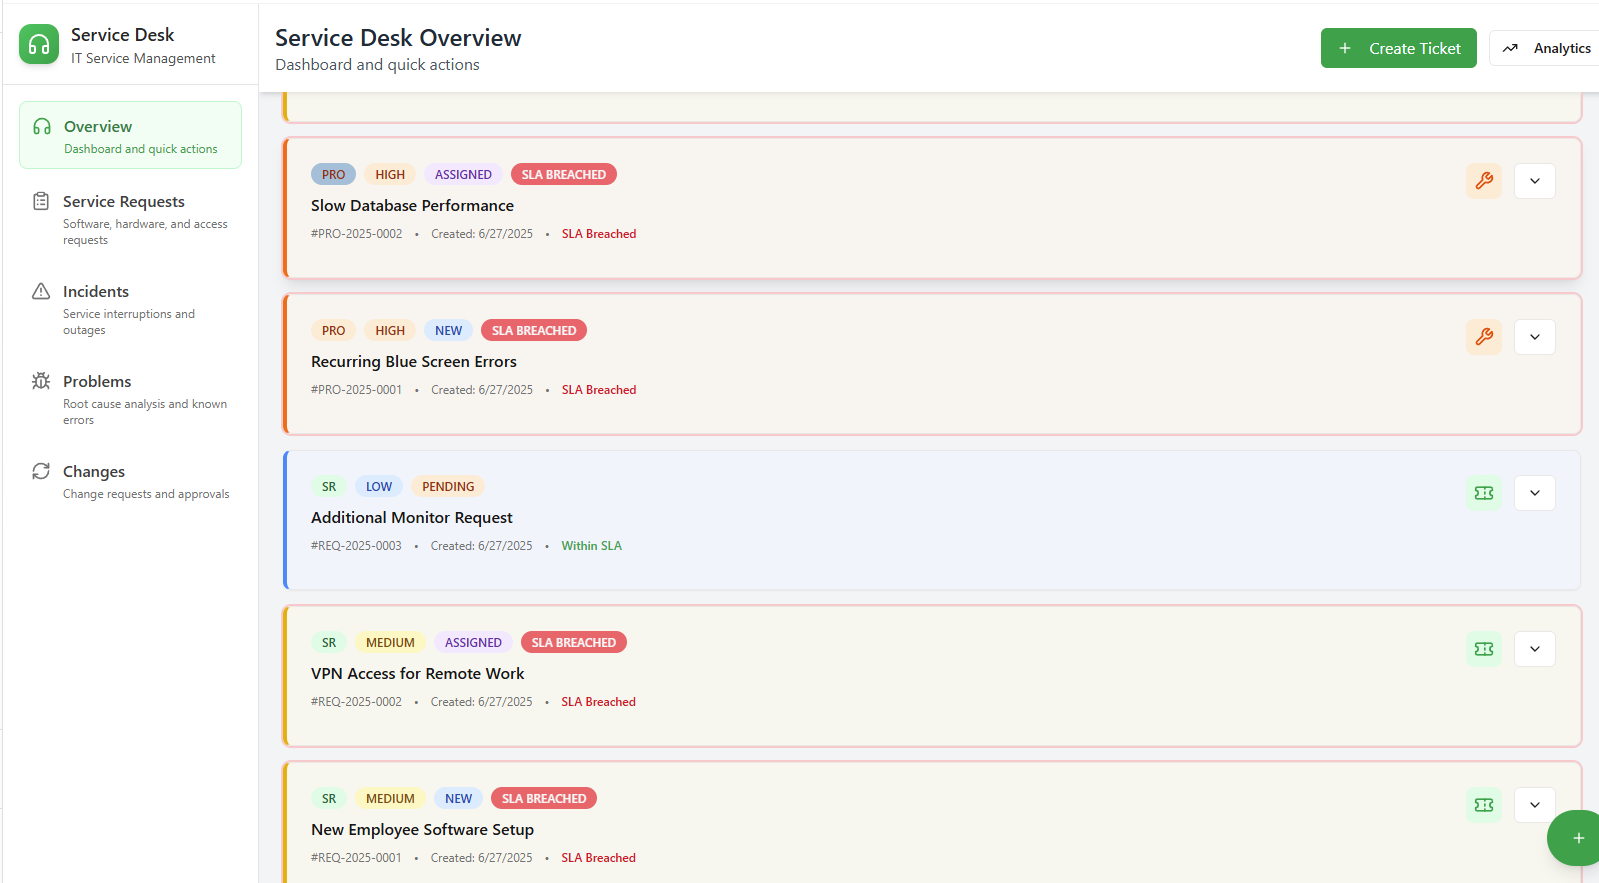 Service Desk
IT Service Management
Service Desk Overview
Dashboard and quick actions
Create Ticket
Analytics
Overview
Dashboard and quick actions
Service Requests
Software, hardware, and access
requests
Incidents
Service interruptions and
outages
Problems
Root cause analysis and known
errors
Changes
Change requests and approvals
PRO HIGH ASSIGNED SLA BREACHED
Slow Database Performance
#PRO-2025-0002 • Created: 6/27/2025 • SLA Breached
PRO HIGH NEW SLA BREACHED
Recurring Blue Screen Errors
#PRO-2025-0001 • Created: 6/27/2025 • SLA Breached
SR LOW PENDING
Additional Monitor Request
#REQ-2025-0003 • Created: 6/27/2025 • Within SLA
SR MEDIUM ASSIGNED SLA BREACHED
VPN Access for Remote Work
#REQ-2025-0002 • Created: 6/27/2025 • SLA Breached
SR MEDIUM NEW SLA BREACHED
New Employee Software Setup
#REQ-2025-0001 • Created: 6/27/2025 • SLA Breached